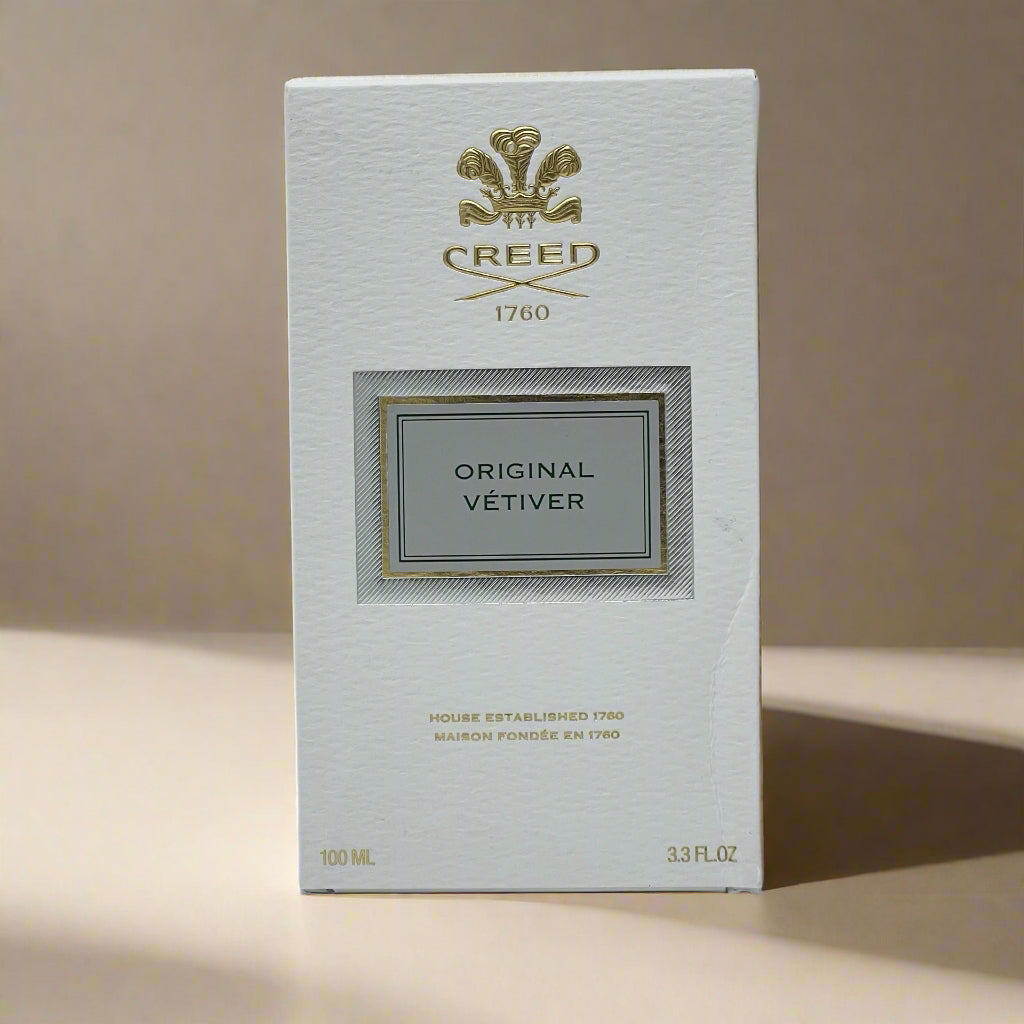 CREED
1760
ORIGINAL
VÉTIVER
HOUSE ESTABLISHED 1760
MAISON FONDÉE EN 1760
100 ML
3.3 FL.OZ